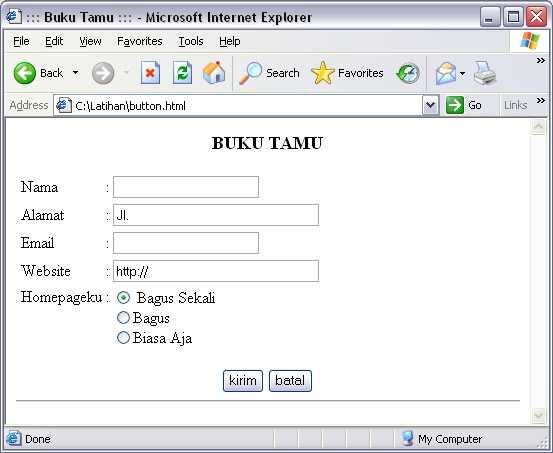 ::: Buku Tamu ::: - Microsoft Internet Explorer
File Edit View Favorites Tools Help
Back Search Favorites
Address C:\Latihan\button.html Go Links
BUKU TAMU
Nama :
Alamat : Jl.
Email :
Website : http://
Homepageku : Bagus Sekali
Bagus
Biasa Aja
kirim batal
Done My Computer